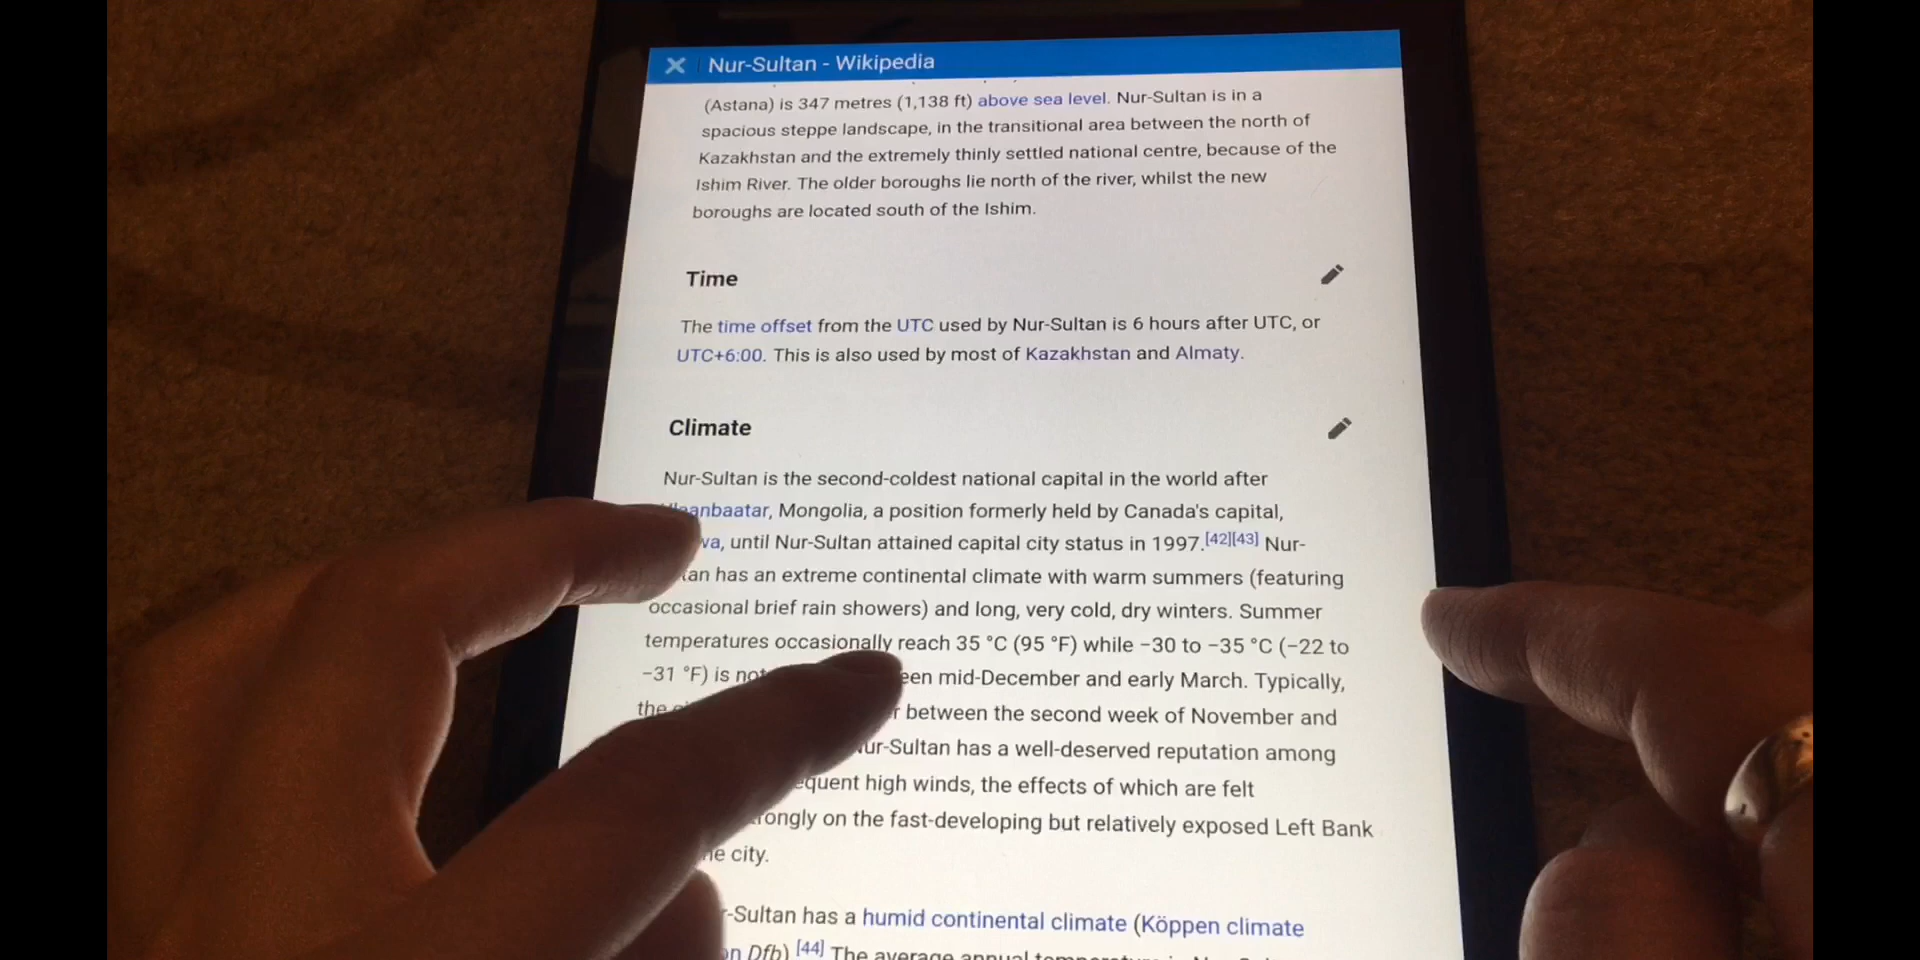 Nur-Sultan - Wikipedia
(Astana) is 347 metres (1,138 ft) above sea level. Nur-Sultan is in a
spacious steppe landscape, in the transitional area between the north of
Kazakhstan and the extremely thinly settled national centre, because of the
Ishim River. The older boroughs lie north of the river, whilst the new
boroughs are located south of the Ishim.
Time
The time offset from the UTC used by Nur-Sultan is 6 hours after UTC, or
UTC+6:00. This is also used by most of Kazakhstan and Almaty.
Climate
Nur-Sultan is the second-coldest national capital in the world after
anbaatar, Mongolia, a position formerly held by Canada's capital,
va, until Nur-Sultan attained capital city status in 1997.[42][43] Nur-
tan has an extreme continental climate with warm summers (featuring
occasional brief rain showers) and long, very cold, dry winters. Summer
temperatures occasionally reach 35 °C (95 °F) while −30 to −35 °C (−22 to
−31 °F) is not een mid-December and early March. Typically,
the r between the second week of November and
ur-Sultan has a well-deserved reputation among
equent high winds, the effects of which are felt
rongly on the fast-developing but relatively exposed Left Bank
he city.
r-Sultan has a humid continental climate (Köppen climate
on Dfb).[44] The average annual